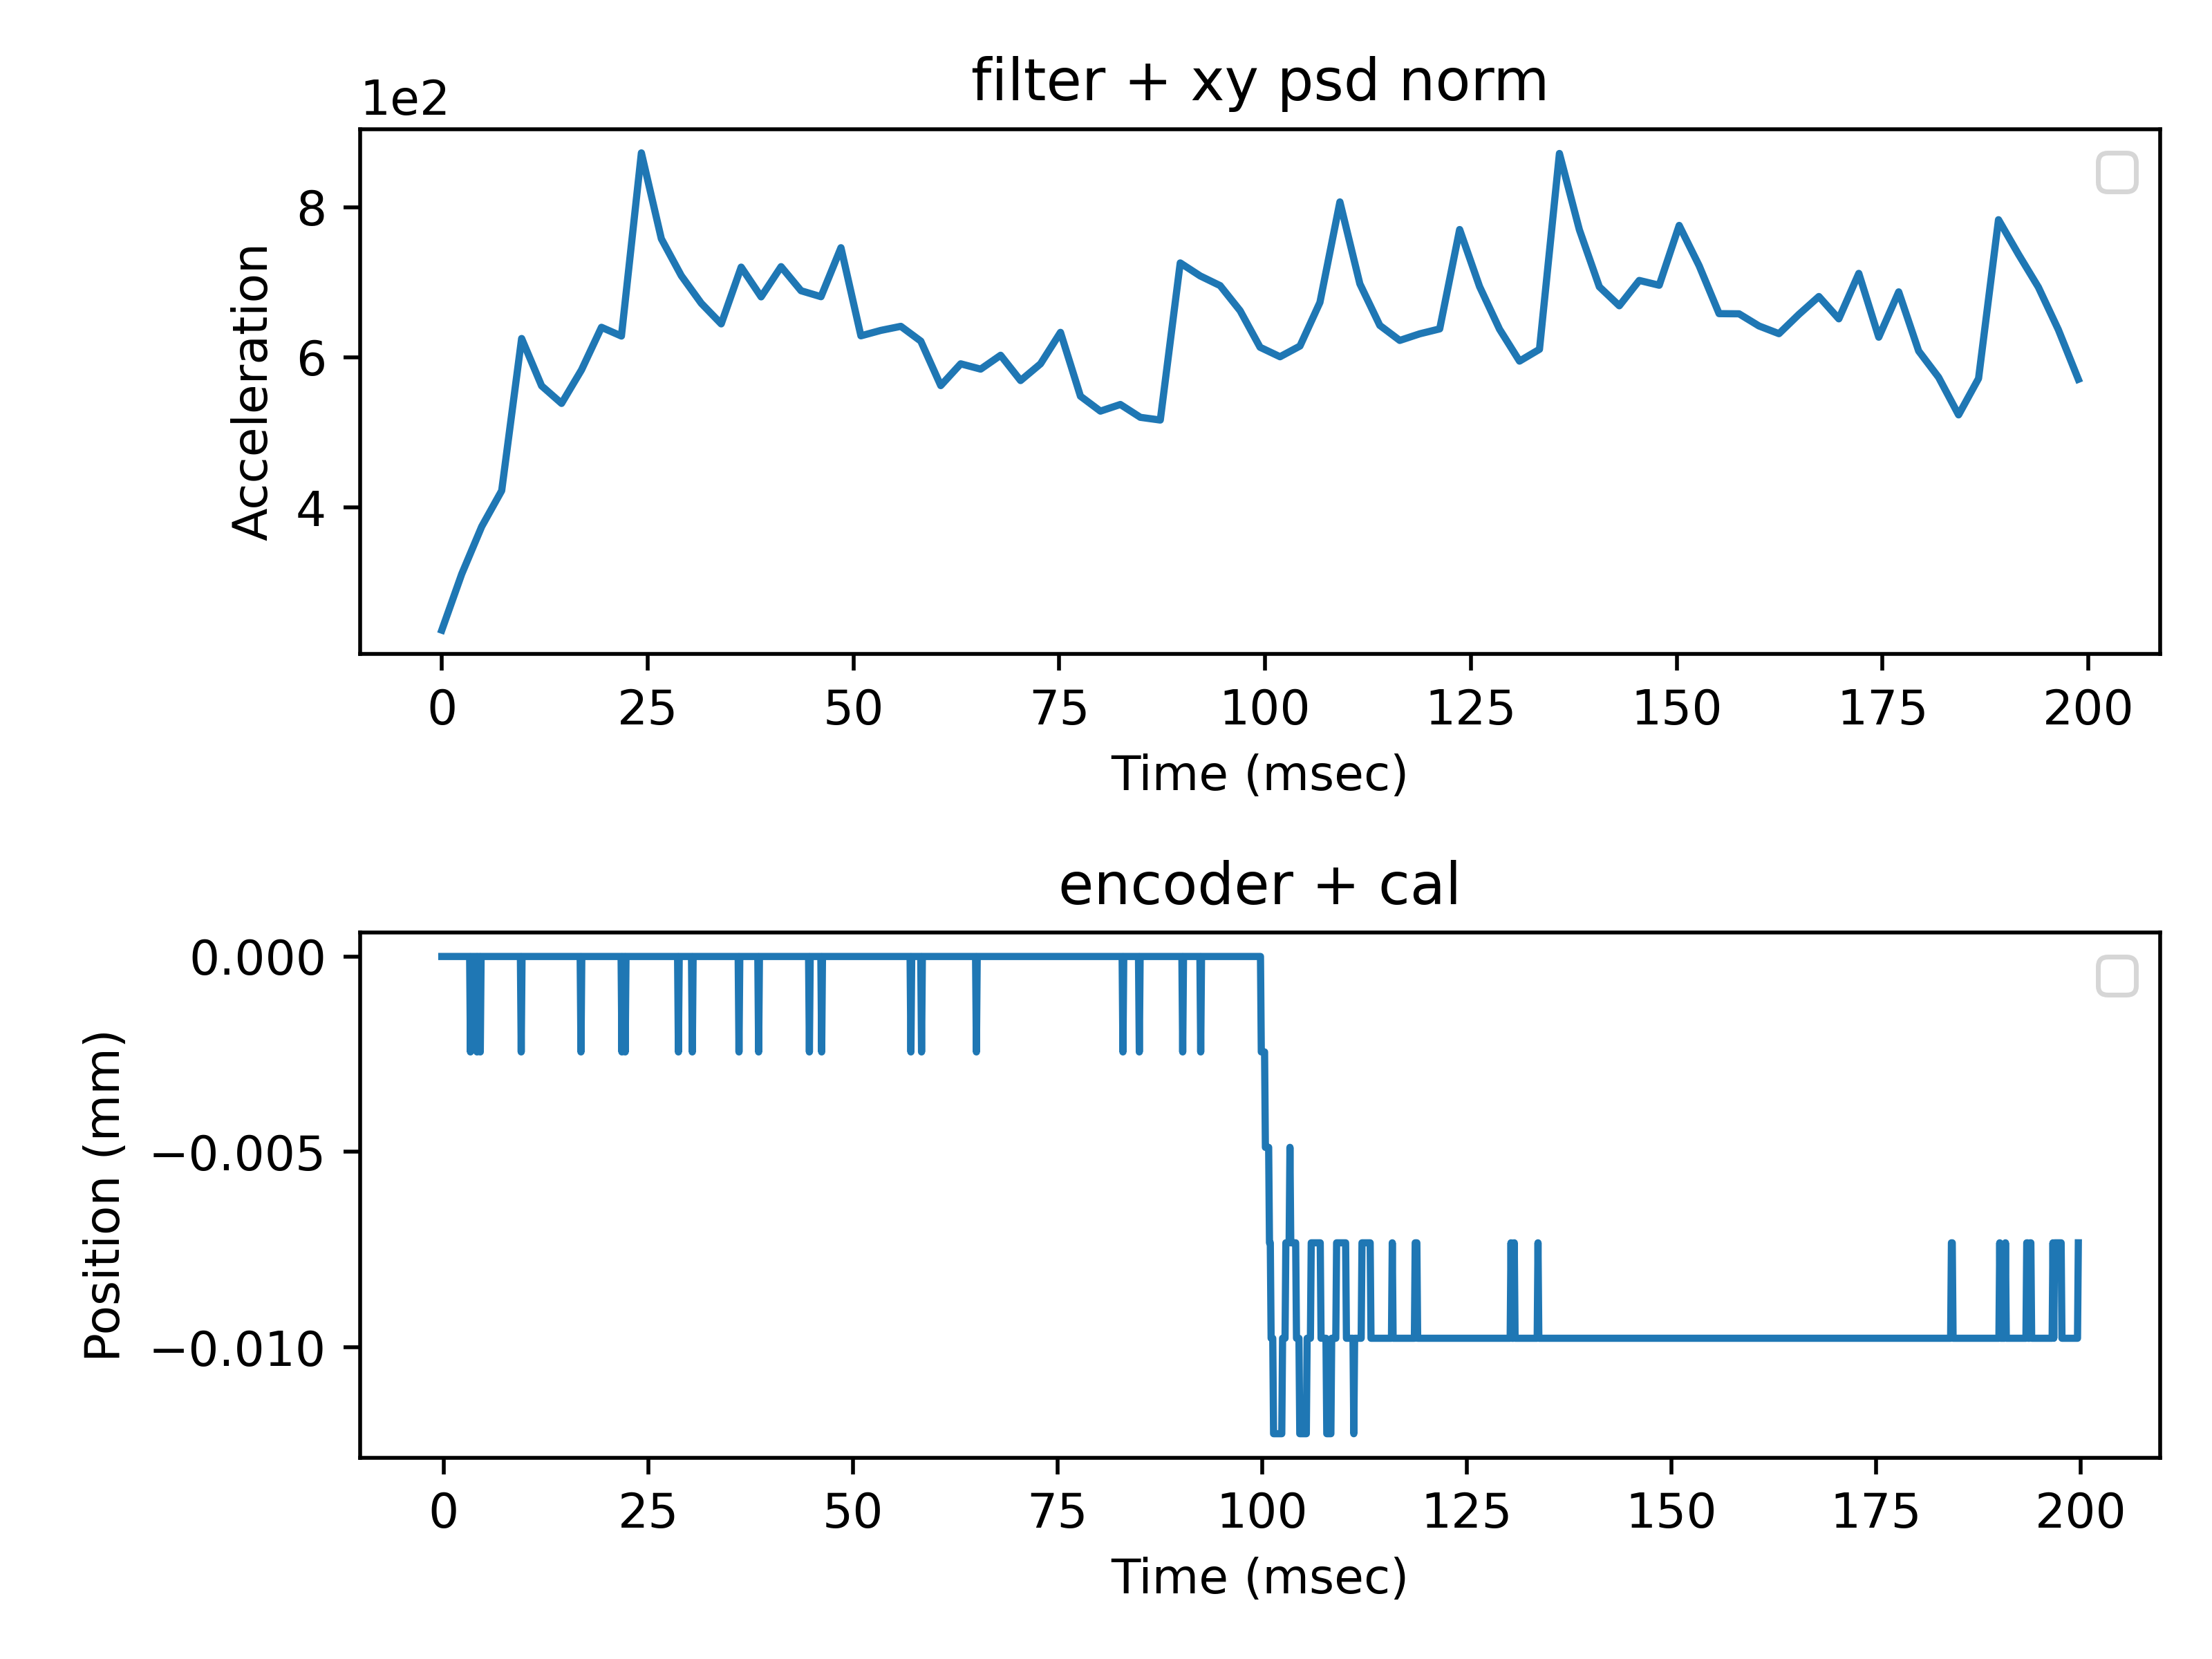 filter + xy psd norm
1e2
8
6
4
Acceleration
0 25 50 75 100 125 150 175 200
Time (msec)
encoder + cal
0.000
−0.005
−0.010
Position (mm)
0 25 50 75 100 125 150 175 200
Time (msec)